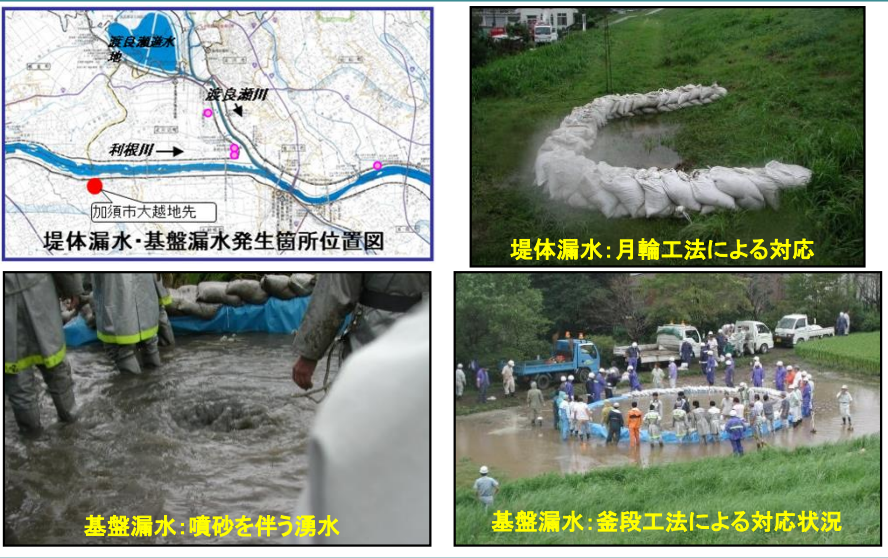 渡良瀬遊水
地
渡良瀬川
利根川
加須市大越地先
堤体漏水・基盤漏水発生箇所位置図
堤体漏水：月輪工法による対応
基盤漏水：噴砂を伴う湧水
基盤漏水：釜段工法による対応状況